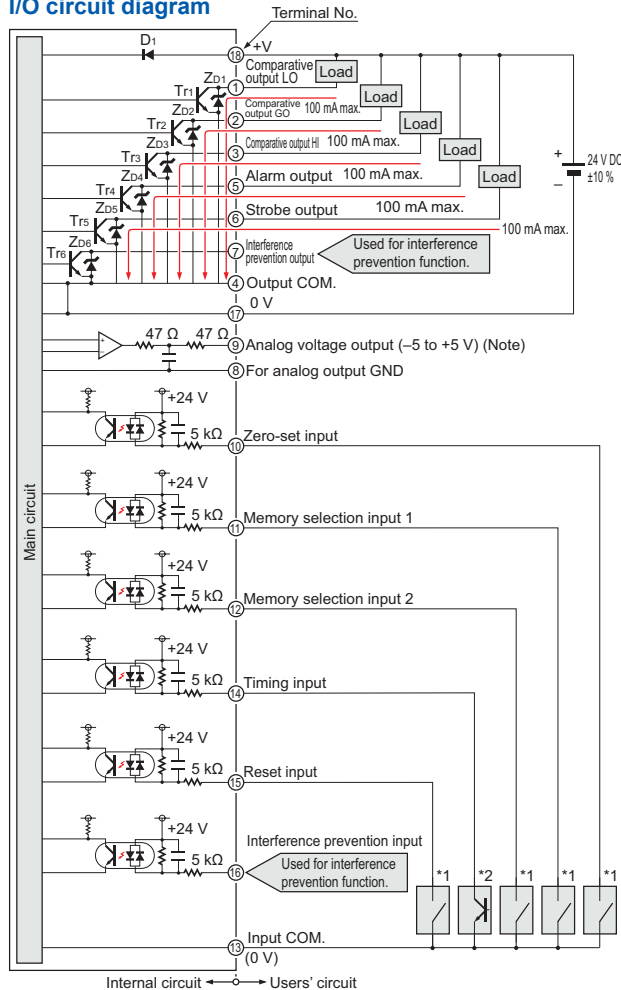 I/O circuit diagram
Terminal No.
D1
18 +V
Comparative
output LO
Load
ZD1
1
Tr1
Comparative
output GO
100 mA max.
Load
ZD2
2
Tr2
Comparative output HI
100 mA max.
Load
ZD3
3
Tr3
Alarm output
100 mA max.
Load
ZD4
5
Tr4
Strobe output
100 mA max.
Load
ZD5
6
Tr5
100 mA max.
ZD6
7
Tr6
Interference
prevention output
Used for interference
prevention function.
+
–
24 V DC
±10 %
4 Output COM.
0 V
17
47 Ω 47 Ω
+
–
9 Analog voltage output (–5 to +5 V) (Note)
8 For analog output GND
Main circuit
+24 V
5 kΩ
10 Zero-set input
+24 V
5 kΩ
11 Memory selection input 1
+24 V
5 kΩ
12 Memory selection input 2
+24 V
5 kΩ
14 Timing input
+24 V
5 kΩ
15 Reset input
+24 V
5 kΩ
16
Interference prevention input
Used for interference
prevention function.
*1 *2 *1 *1 *1
13 Input COM.
(0 V)
Internal circuit Users’ circuit